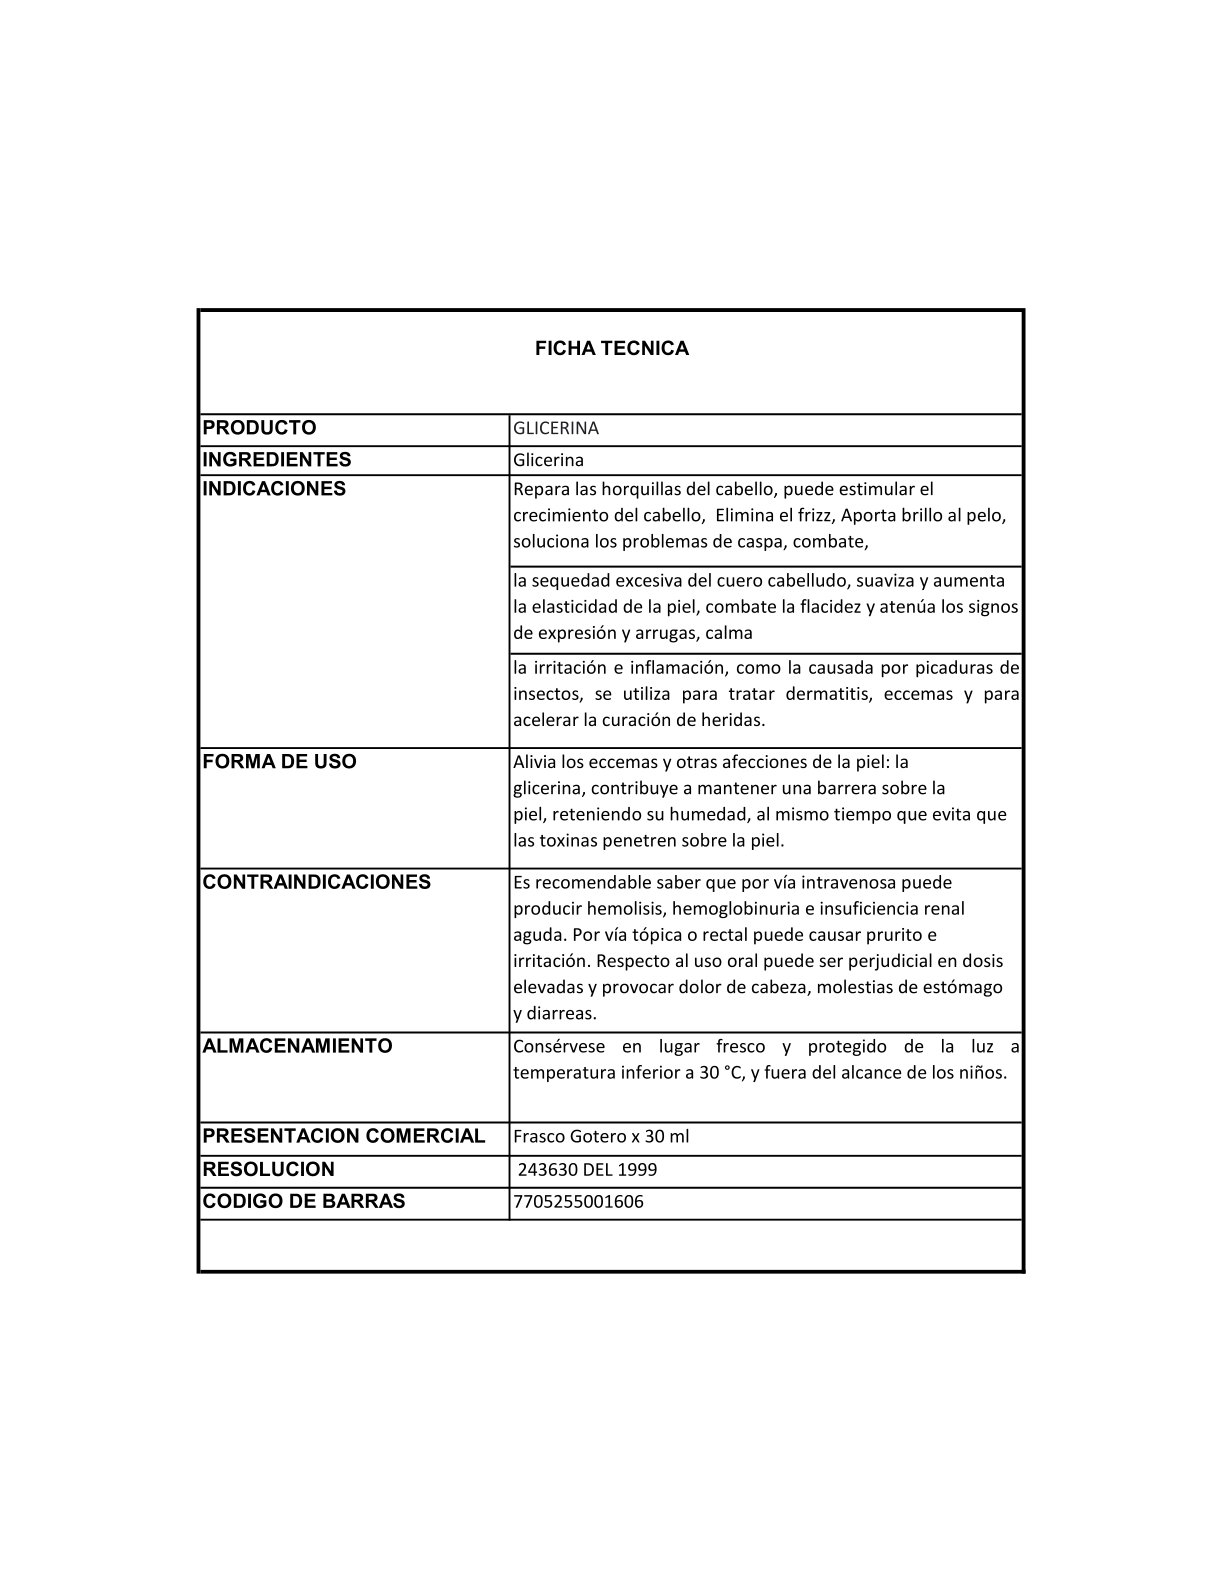 FICHA TECNICA
PRODUCTO GLICERINA
INGREDIENTES Glicerina
INDICACIONES Repara las horquillas del cabello, puede estimular el
crecimiento del cabello,  Elimina el frizz, Aporta brillo al pelo,
soluciona los problemas de caspa, combate,
la sequedad excesiva del cuero cabelludo, suaviza y aumenta
la elasticidad de la piel, combate la flacidez y atenúa los signos
de expresión y arrugas, calma
la irritación e inflamación, como la causada por picaduras de
insectos, se utiliza para tratar dermatitis, eccemas y para
acelerar la curación de heridas.
FORMA DE USO Alivia los eccemas y otras afecciones de la piel: la
glicerina, contribuye a mantener una barrera sobre la
piel, reteniendo su humedad, al mismo tiempo que evita que
las toxinas penetren sobre la piel.
CONTRAINDICACIONES Es recomendable saber que por vía intravenosa puede
producir hemolisis, hemoglobinuria e insuficiencia renal
aguda. Por vía tópica o rectal puede causar prurito e
irritación. Respecto al uso oral puede ser perjudicial en dosis
elevadas y provocar dolor de cabeza, molestias de estómago
y diarreas.
ALMACENAMIENTO Consérvese en lugar fresco y protegido de la luz a
temperatura inferior a 30 °C, y fuera del alcance de los niños.
PRESENTACION COMERCIAL Frasco Gotero x 30 ml
RESOLUCION 243630 DEL 1999
CODIGO DE BARRAS 7705255001606